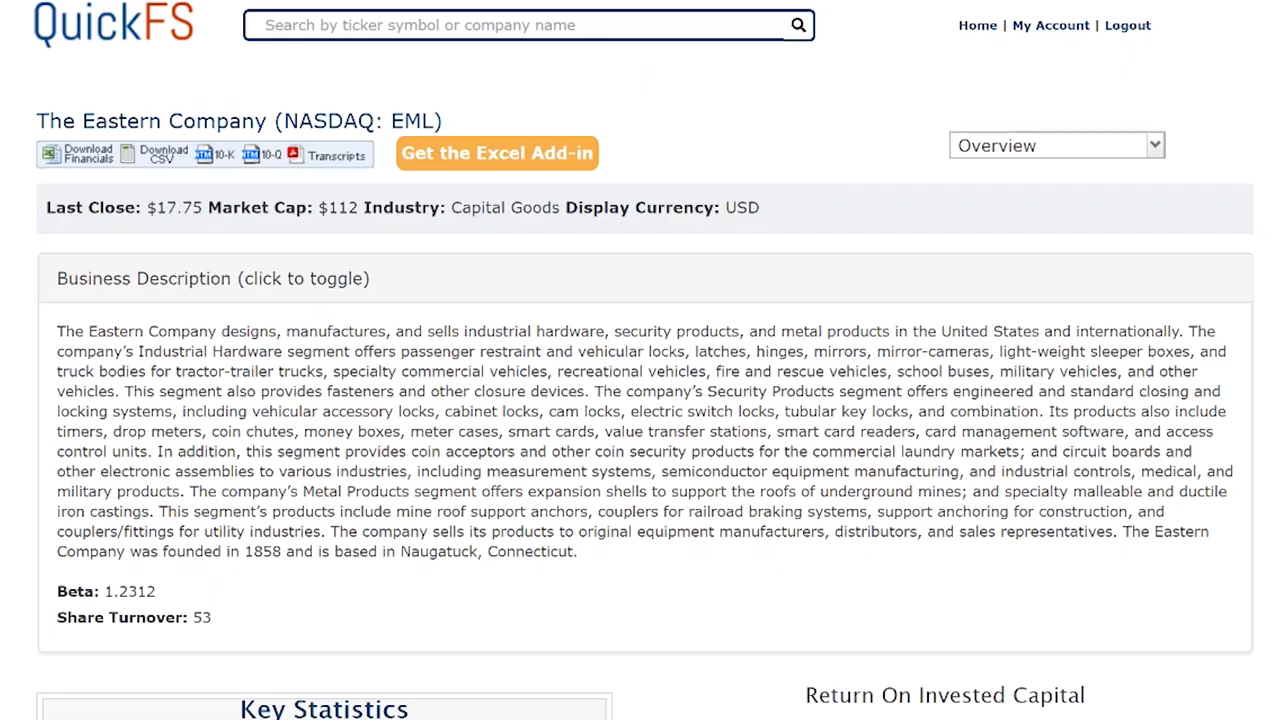 QuickFS
Search by ticker symbol or company name
Home | My Account | Logout
The Eastern Company (NASDAQ: EML)
Download Financials Download CSV 10-K 10-Q Transcripts
Get the Excel Add-in
Overview
Last Close: $17.75 Market Cap: $112 Industry: Capital Goods Display Currency: USD
Business Description (click to toggle)
The Eastern Company designs, manufactures, and sells industrial hardware, security products, and metal products in the United States and internationally. The
company's Industrial Hardware segment offers passenger restraint and vehicular locks, latches, hinges, mirrors, mirror-cameras, light-weight sleeper boxes, and
truck bodies for tractor-trailer trucks, specialty commercial vehicles, recreational vehicles, fire and rescue vehicles, school buses, military vehicles, and other
vehicles. This segment also provides fasteners and other closure devices. The company's Security Products segment offers engineered and standard closing and
locking systems, including vehicular accessory locks, cabinet locks, cam locks, electric switch locks, tubular key locks, and combination. Its products also include
timers, drop meters, coin chutes, money boxes, meter cases, smart cards, value transfer stations, smart card readers, card management software, and access
control units. In addition, this segment provides coin acceptors and other coin security products for the commercial laundry markets; and circuit boards and
other electronic assemblies to various industries, including measurement systems, semiconductor equipment manufacturing, and industrial controls, medical, and
military products. The company's Metal Products segment offers expansion shells to support the roofs of underground mines; and specialty malleable and ductile
iron castings. This segment's products include mine roof support anchors, couplers for railroad braking systems, support anchoring for construction, and
couplers/fittings for utility industries. The company sells its products to original equipment manufacturers, distributors, and sales representatives. The Eastern
Company was founded in 1858 and is based in Naugatuck, Connecticut.
Beta: 1.2312
Share Turnover: 53
Key Statistics
Return On Invested Capital